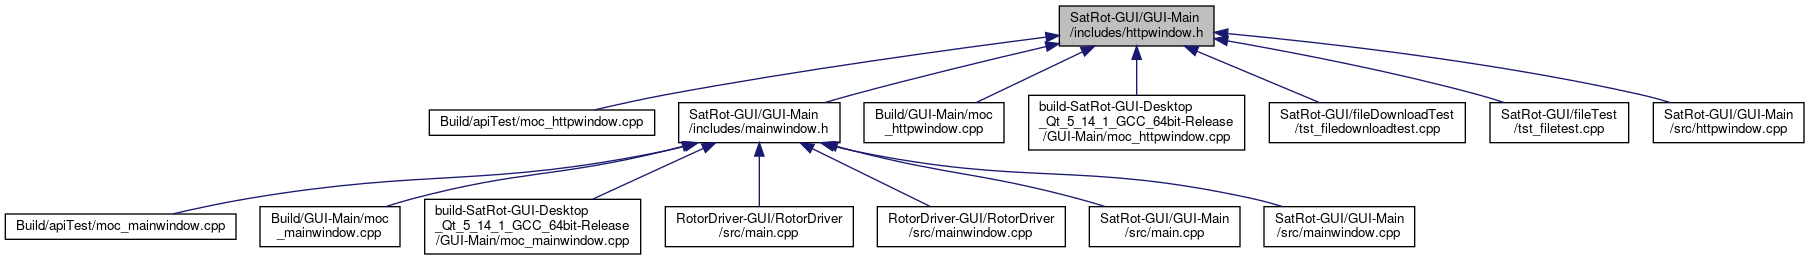 SatRot-GUI/GUI-Main
/includes/httpwindow.h
Build/apiTest/moc_httpwindow.cpp
SatRot-GUI/GUI-Main
/includes/mainwindow.h
Build/GUI-Main/moc
_httpwindow.cpp
build-SatRot-GUI-Desktop
_Qt_5_14_1_GCC_64bit-Release
/GUI-Main/moc_httpwindow.cpp
SatRot-GUI/fileDownloadTest
/tst_filedownloadtest.cpp
SatRot-GUI/fileTest
/tst_filetest.cpp
SatRot-GUI/GUI-Main
/src/httpwindow.cpp
Build/apiTest/moc_mainwindow.cpp
Build/GUI-Main/moc
_mainwindow.cpp
build-SatRot-GUI-Desktop
_Qt_5_14_1_GCC_64bit-Release
/GUI-Main/moc_mainwindow.cpp
RotorDriver-GUI/RotorDriver
/src/main.cpp
RotorDriver-GUI/RotorDriver
/src/mainwindow.cpp
SatRot-GUI/GUI-Main
/src/main.cpp
SatRot-GUI/GUI-Main
/src/mainwindow.cpp